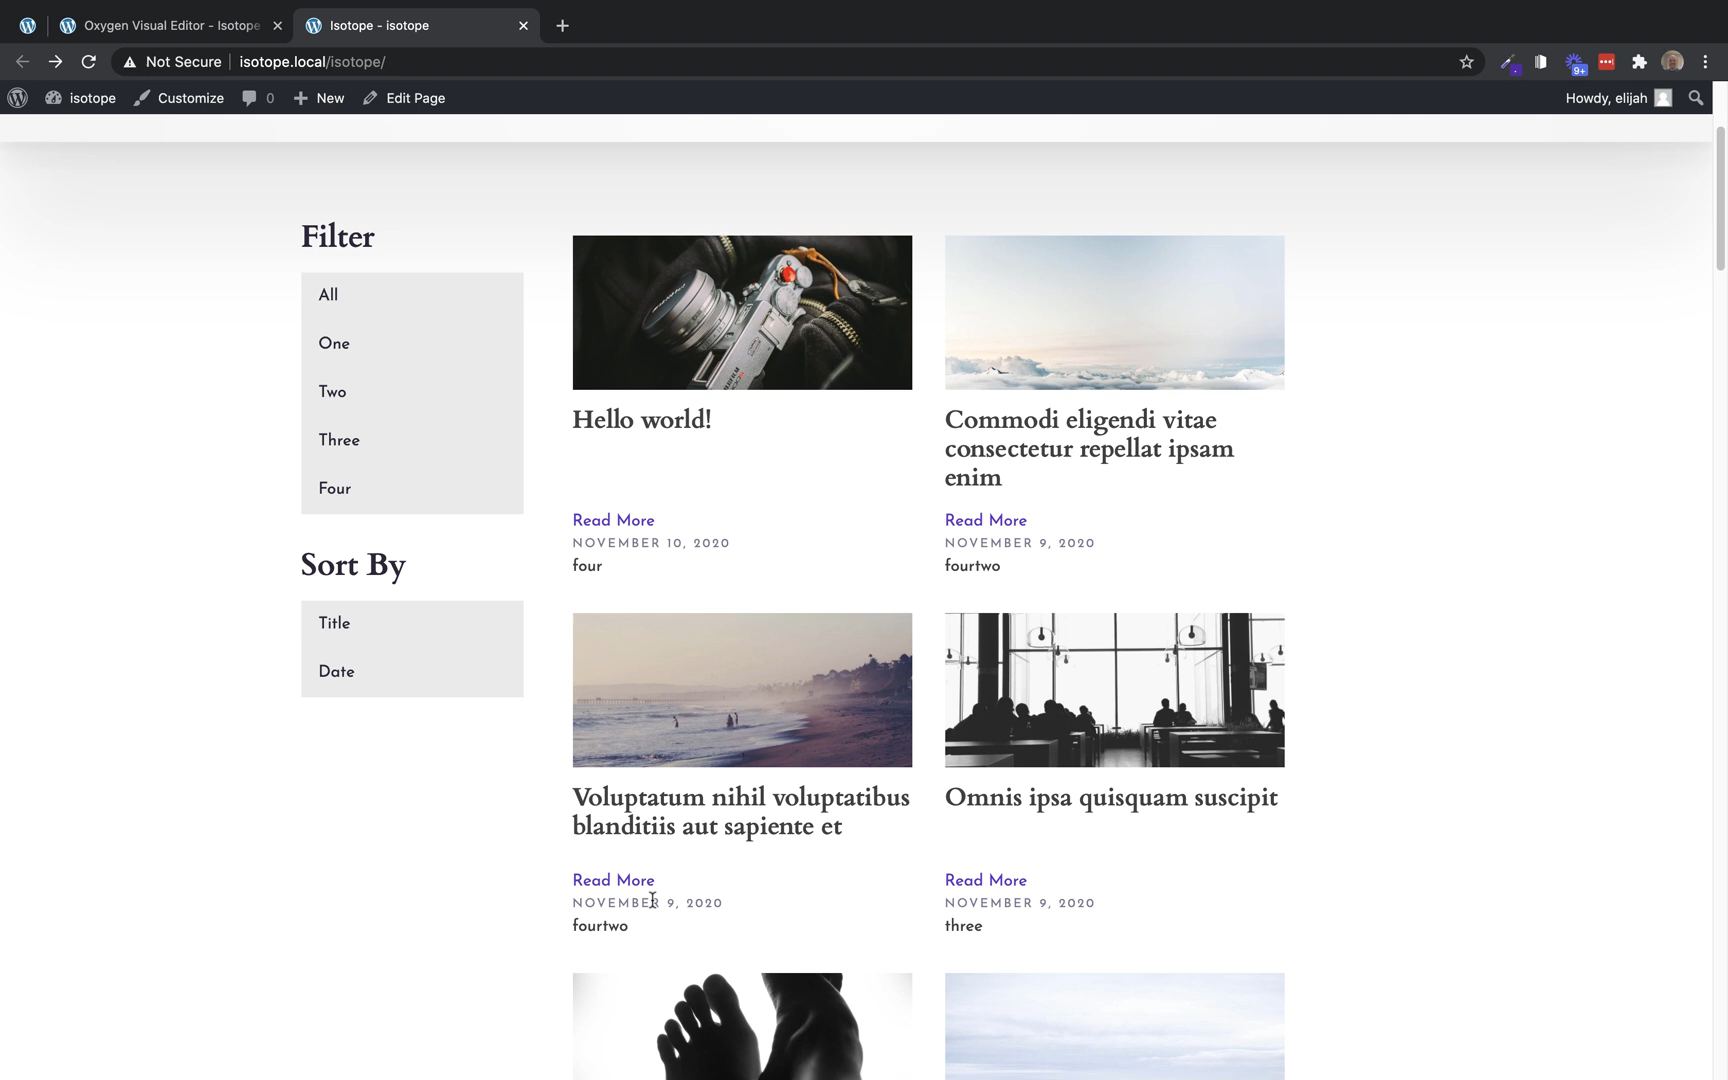 Oxygen Visual Editor - Isotope
Isotope - isotope
Not Secure
isotope.local/isotope/
9+
isotope
Customize
0
New
Edit Page
Howdy, elijah
Filter
All
One
Two
Three
Four
Sort By
Title
Date
Hello world!
Read More
NOVEMBER 10, 2020
four
Commodi eligendi vitae
consectetur repellat ipsam
enim
Read More
NOVEMBER 9, 2020
fourtwo
Voluptatum nihil voluptatibus
blanditiis aut sapiente et
Read More
NOVEMBER 9, 2020
fourtwo
Omnis ipsa quisquam suscipit
Read More
NOVEMBER 9, 2020
three